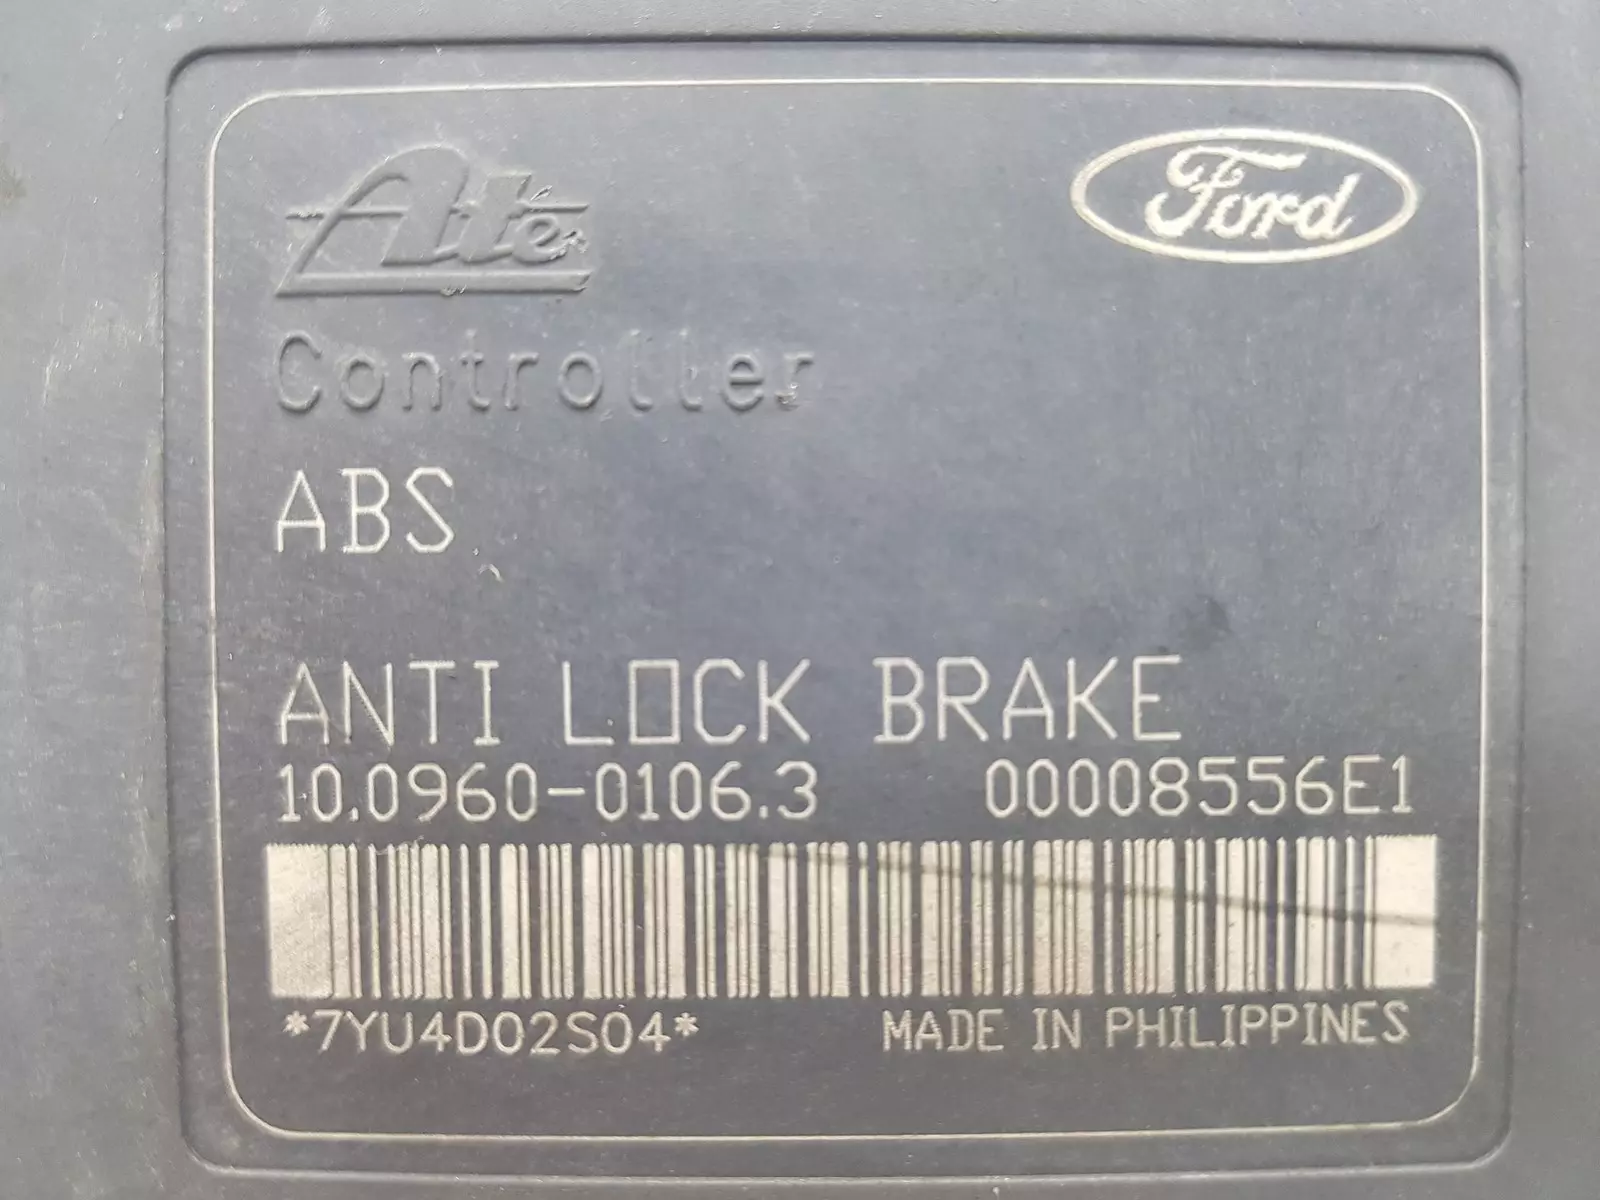 Ate
Ford
Controller
ABS
ANTI LOCK BRAKE
10.0960-0106.3 00008556E1
*7YU4D02S04* MADE IN PHILIPPINES